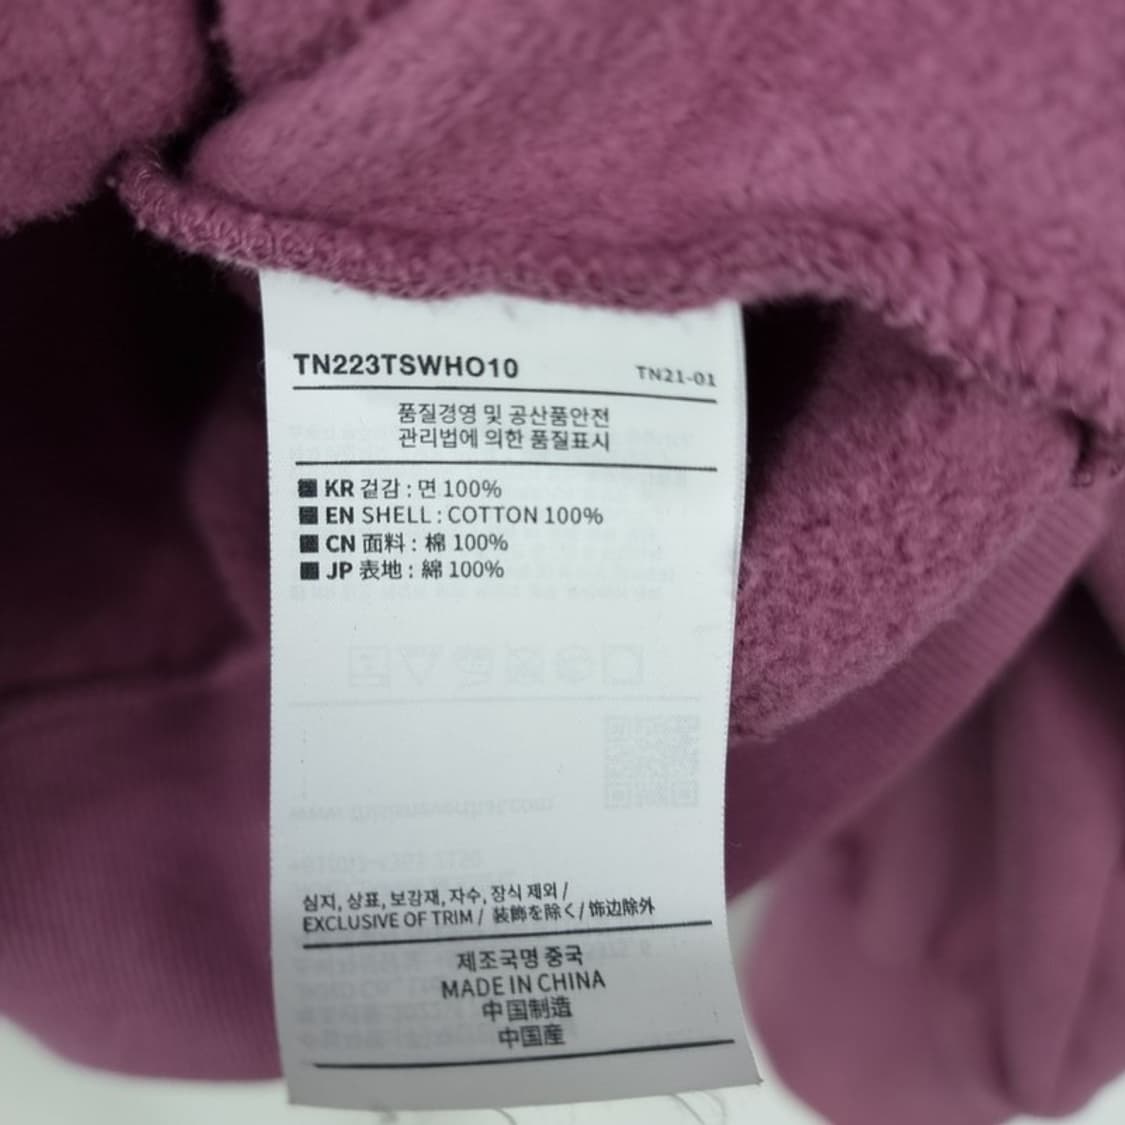 TN223TSWHO10
TN21-01
품질경영 및 공산품안전
관리법에 의한 품질표시
KR 겉감 : 면 100%
EN SHELL : COTTON 100%
CN 面料 : 棉 100%
JP 表地 : 綿 100%
심지, 상표, 보강재, 자수, 장식 제외 /
EXCLUSIVE OF TRIM / 装飾を除く / 饰边除外
제조국명 중국
MADE IN CHINA
中国制造
中国産